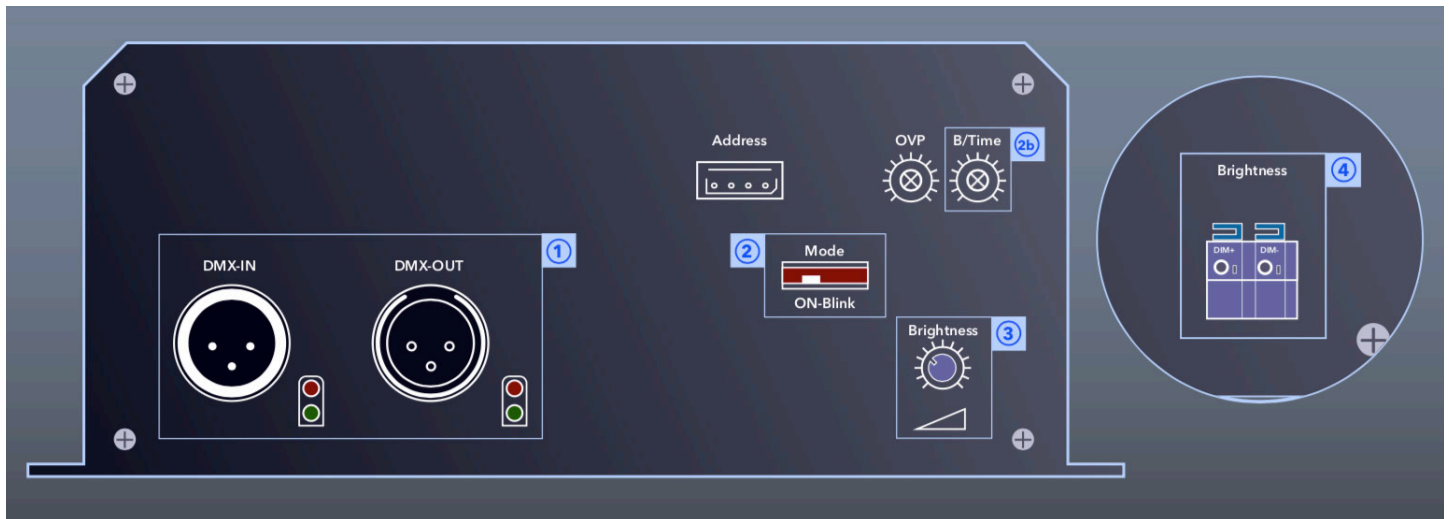 Address
OVP
B/Time
2b
Brightness
4
1
2
Mode
DMX-IN
DMX-OUT
DIM+
DIM-
ON-Blink
Brightness
3